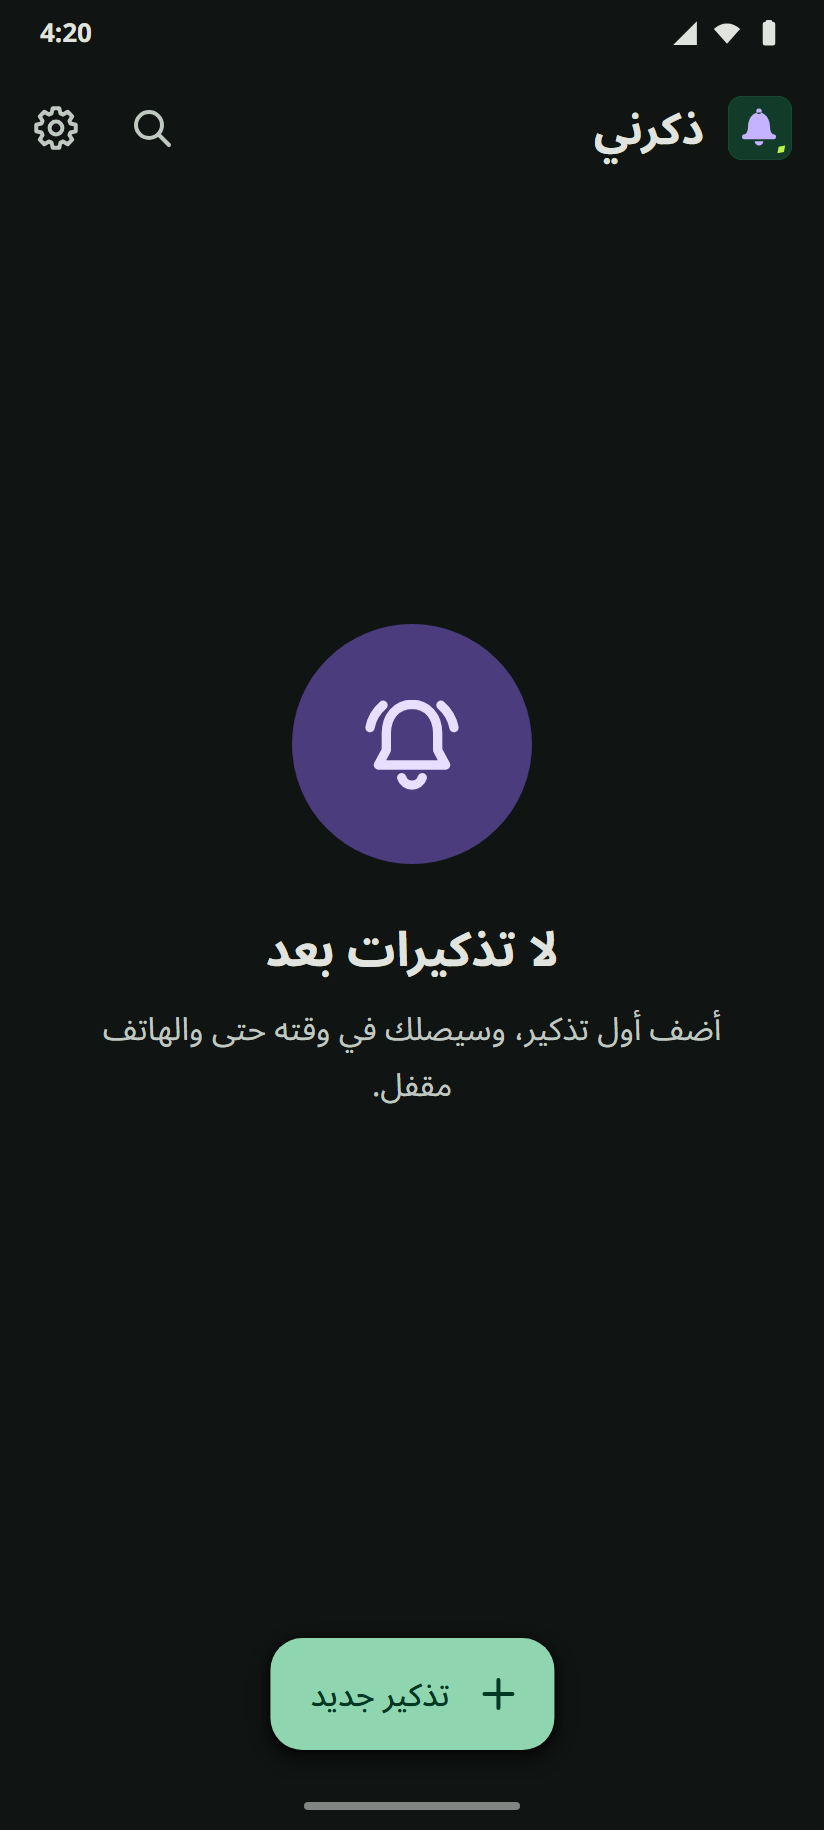 4:20
ذكرني
لا تذكيرات بعد
أضف أول تذكير، وسيصلك في وقته حتى والهاتف
مقفل.
تذكير جديد